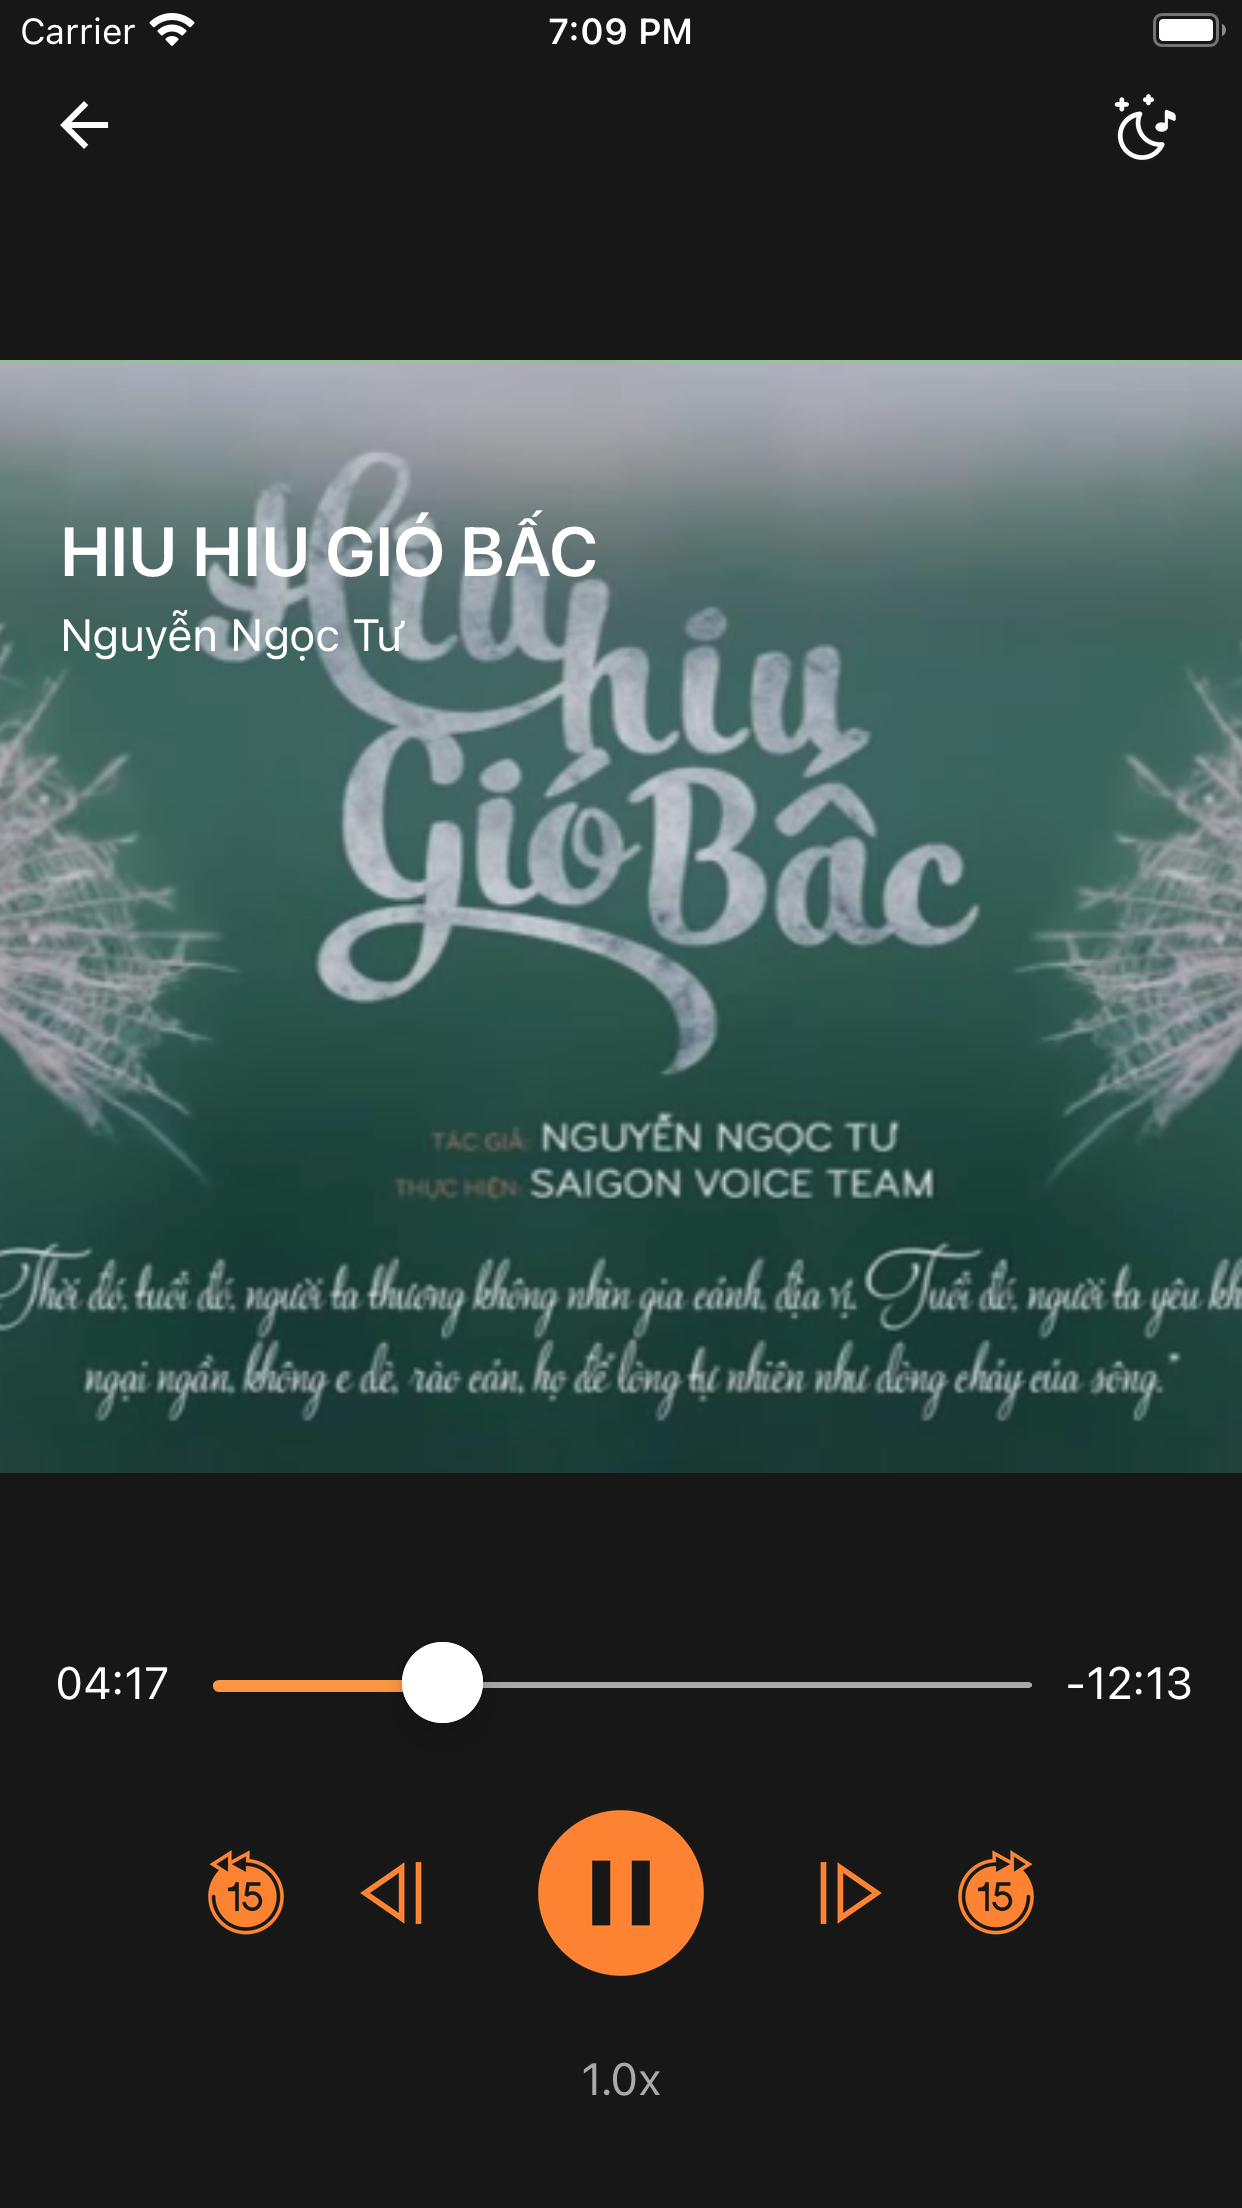 Carrier
7:09 PM
HIU HIU GIÓ BẤC
Nguyễn Ngọc Tư
Hiu hiu
Gió Bấc
TÁC GIẢ: NGUYỄN NGỌC TƯ
THỰC HIỆN: SAIGON VOICE TEAM
Thời đó, tuổi đó, người ta thương không nhìn gia cảnh, địa vị. Tuổi đó, người ta yêu kh
ngại ngần, không e dè, rào cản, họ để lòng tự nhiên như dòng chảy của sông."
04:17
-12:13
15
15
1.0x